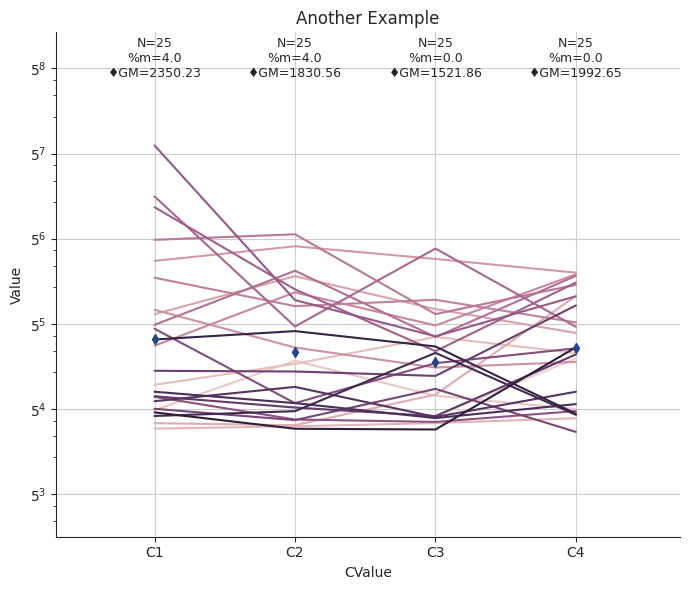 Another Example
N=25 N=25 N=25 N=25
%m=4.0 %m=4.0 %m=0.0 %m=0.0
♦GM=2350.23 ♦GM=1830.56 ♦GM=1521.86 ♦GM=1992.65
5⁸
5⁷
5⁶
5⁵
5⁴
5³
Value
C1 C2 C3 C4
CValue